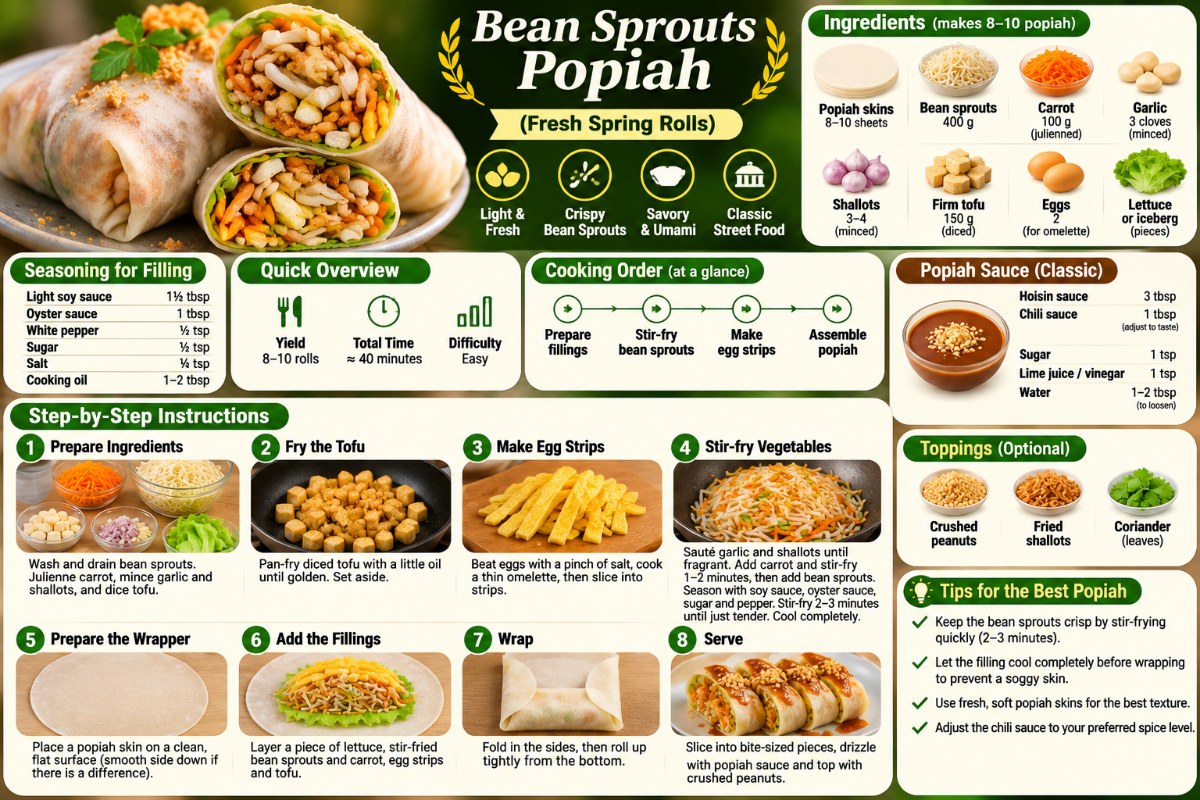 Bean Sprouts
Popiah
(Fresh Spring Rolls)
Light &
Fresh
Crispy
Bean Sprouts
Savory
& Umami
Classic
Street Food
Ingredients (makes 8–10 popiah)
Popiah skins
8–10 sheets
Bean sprouts
400 g
Carrot
100 g
(julienned)
Garlic
3 cloves
(minced)
Shallots
3–4
(minced)
Firm tofu
150 g
(diced)
Eggs
2
(for omelette)
Lettuce
or iceberg
(pieces)
Seasoning for Filling
Light soy sauce 1½ tbsp
Oyster sauce 1 tbsp
White pepper ½ tsp
Sugar ½ tsp
Salt ¼ tsp
Cooking oil 1–2 tbsp
Quick Overview
Yield
8–10 rolls
Total Time
≈ 40 minutes
Difficulty
Easy
Cooking Order (at a glance)
Prepare
fillings
Stir-fry
bean sprouts
Make
egg strips
Assemble
popiah
Popiah Sauce (Classic)
Hoisin sauce 3 tbsp
Chili sauce 1 tbsp
(adjust to taste)
Sugar 1 tsp
Lime juice / vinegar 1 tsp
Water 1–2 tbsp
(to loosen)
Step-by-Step Instructions
1 Prepare Ingredients
Wash and drain bean sprouts.
Julienne carrot, mince garlic and
shallots, and dice tofu.
2 Fry the Tofu
Pan-fry diced tofu with a little oil
until golden. Set aside.
3 Make Egg Strips
Beat eggs with a pinch of salt, cook
a thin omelette, then slice into
strips.
4 Stir-fry Vegetables
Sauté garlic and shallots until
fragrant. Add carrot and stir-fry
1–2 minutes, then add bean sprouts.
Season with soy sauce, oyster sauce,
sugar and pepper. Stir-fry 2–3 minutes
until just tender. Cool completely.
5 Prepare the Wrapper
Place a popiah skin on a clean,
flat surface (smooth side down if
there is a difference).
6 Add the Fillings
Layer a piece of lettuce, stir-fried
bean sprouts and carrot, egg strips
and tofu.
7 Wrap
Fold in the sides, then roll up
tightly from the bottom.
8 Serve
Slice into bite-sized pieces, drizzle
with popiah sauce and top with
crushed peanuts.
Toppings (Optional)
Crushed
peanuts
Fried
shallots
Coriander
(leaves)
Tips for the Best Popiah
Keep the bean sprouts crisp by stir-frying
quickly (2–3 minutes).
Let the filling cool completely before wrapping
to prevent a soggy skin.
Use fresh, soft popiah skins for the best texture.
Adjust the chili sauce to your preferred spice level.